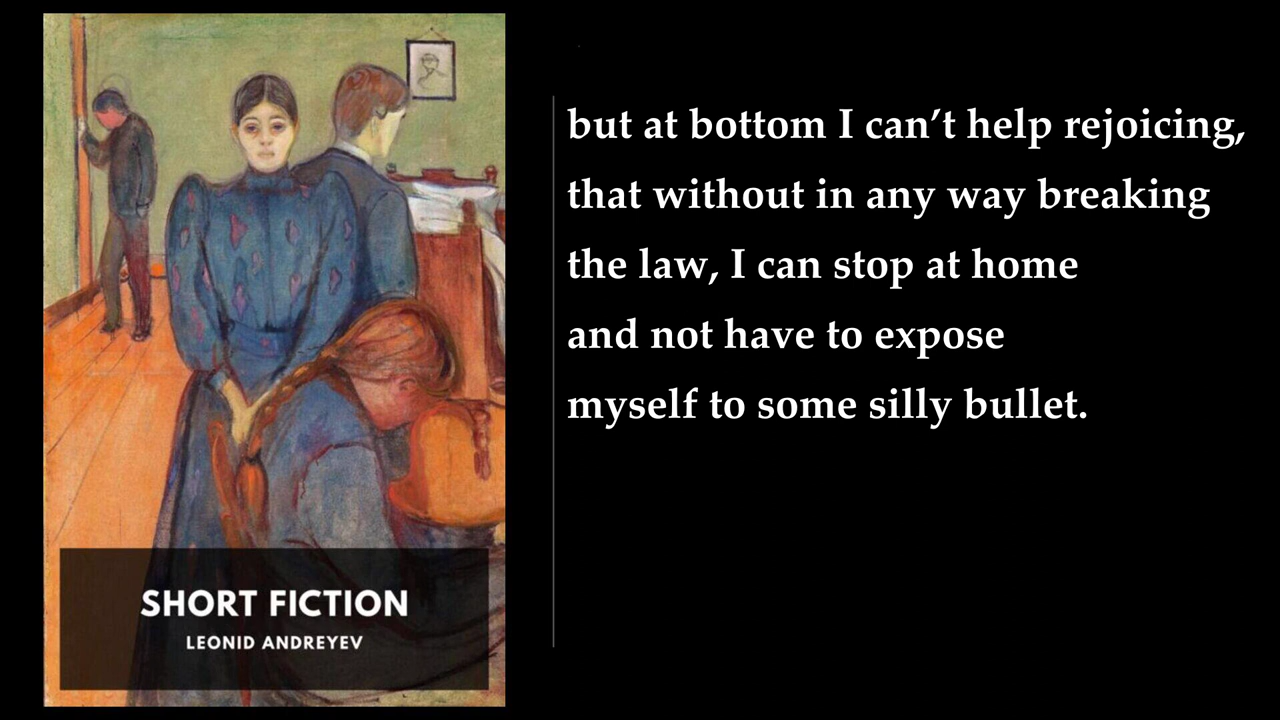 SHORT FICTION
LEONID ANDREYEV
but at bottom I can’t help rejoicing,
that without in any way breaking
the law, I can stop at home
and not have to expose
myself to some silly bullet.